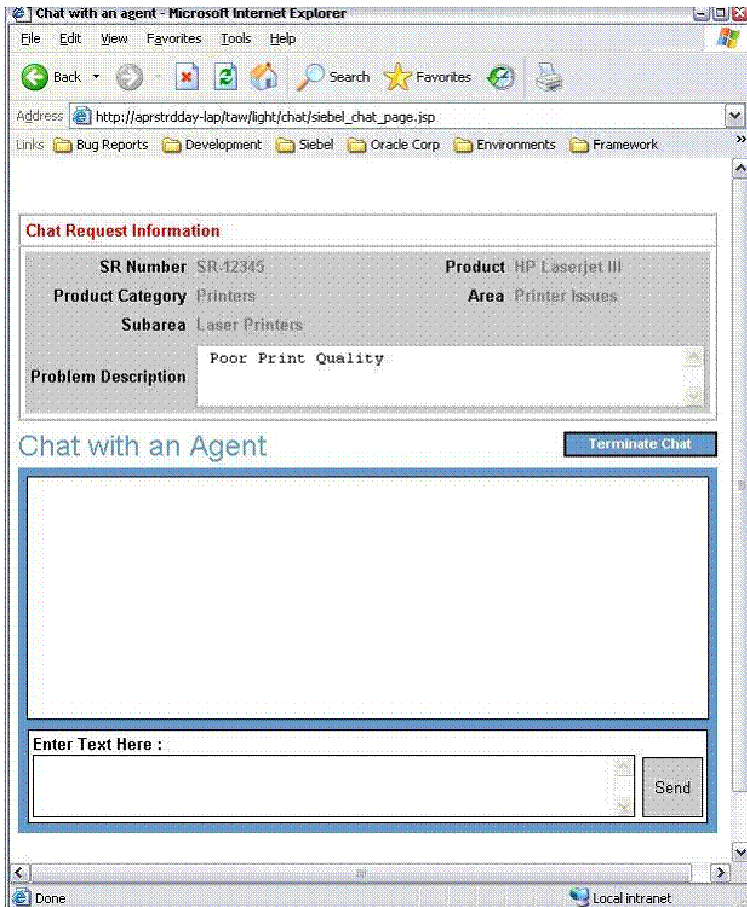 Chat with an agent - Microsoft Internet Explorer
File Edit View Favorites Tools Help
Back Search Favorites
Address http://aprstrdday-lap/taw/light/chat/siebel_chat_page.jsp
Links Bug Reports Development Siebel Oracle Corp Environments Framework »
Chat Request Information
SR Number SR-12345 Product HP Laserjet III
Product Category Printers Area Printer Issues
Subarea Laser Printers
Problem Description Poor Print Quality
Chat with an Agent Terminate Chat
Enter Text Here :
Send
Done Local intranet